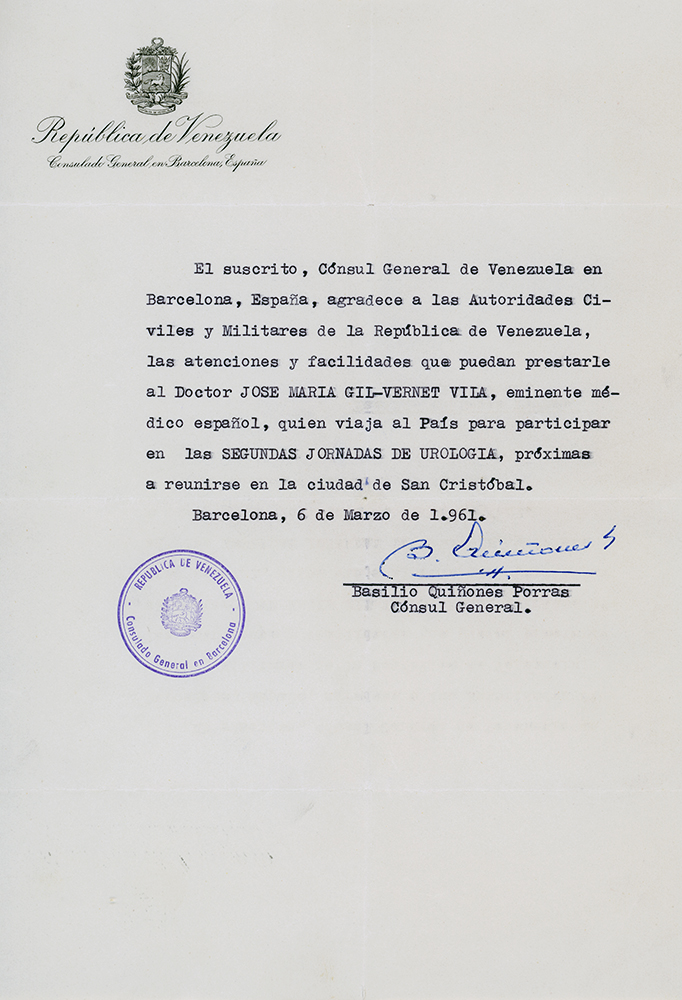 República de Venezuela
Consulado General en Barcelona, España
El suscrito, Cónsul General de Venezuela en
Barcelona, España, agradece a las Autoridades Ci-
viles y Militares de la República de Venezuela,
las atenciones y facilidades que puedan prestarle
al Doctor JOSE MARIA GIL-VERNET VILA, eminente mé-
dico español, quien viaja al País para participar
en las SEGUNDAS JORNADAS DE UROLOGIA, próximas
a reunirse en la ciudad de San Cristóbal.
Barcelona, 6 de Marzo de 1.961.
B. Quiñones
Basilio Quiñones Porras
Cónsul General.
REPÚBLICA DE VENEZUELA
Consulado General en Barcelona